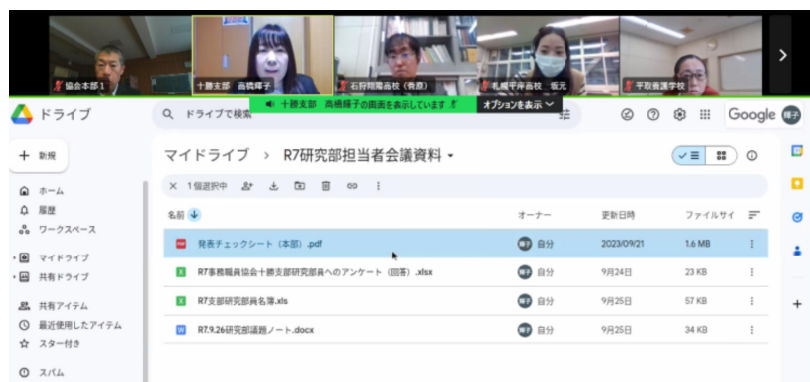 協会本部1
十勝支部 高橋輝子
石狩翔陽高校(菅原)
札幌平岸高校 坂元
平取養護学校
ドライブ
ドライブで検索
十勝支部 高橋輝子の画面を表示しています
オプションを表示
Google
輝子
新規
マイドライブ > R7研究部担当者会議資料
1個選択中
ホーム
履歴
ワークスペース
マイドライブ
共有ドライブ
共有アイテム
最近使用したアイテム
スター付き
スパム
名前 オーナー 更新日時 ファイルサイ
PDF 発表チェックシート(本部).pdf 輝子 自分 2023/09/21 1.6 MB
X R7事務職員協会十勝支部研究部員へのアンケート(回答).xlsx 輝子 自分 9月24日 23 KB
X R7支部研究部員名簿.xls 輝子 自分 9月25日 57 KB
W R7.9.26研究部議題ノート.docx 輝子 自分 9月25日 34 KB